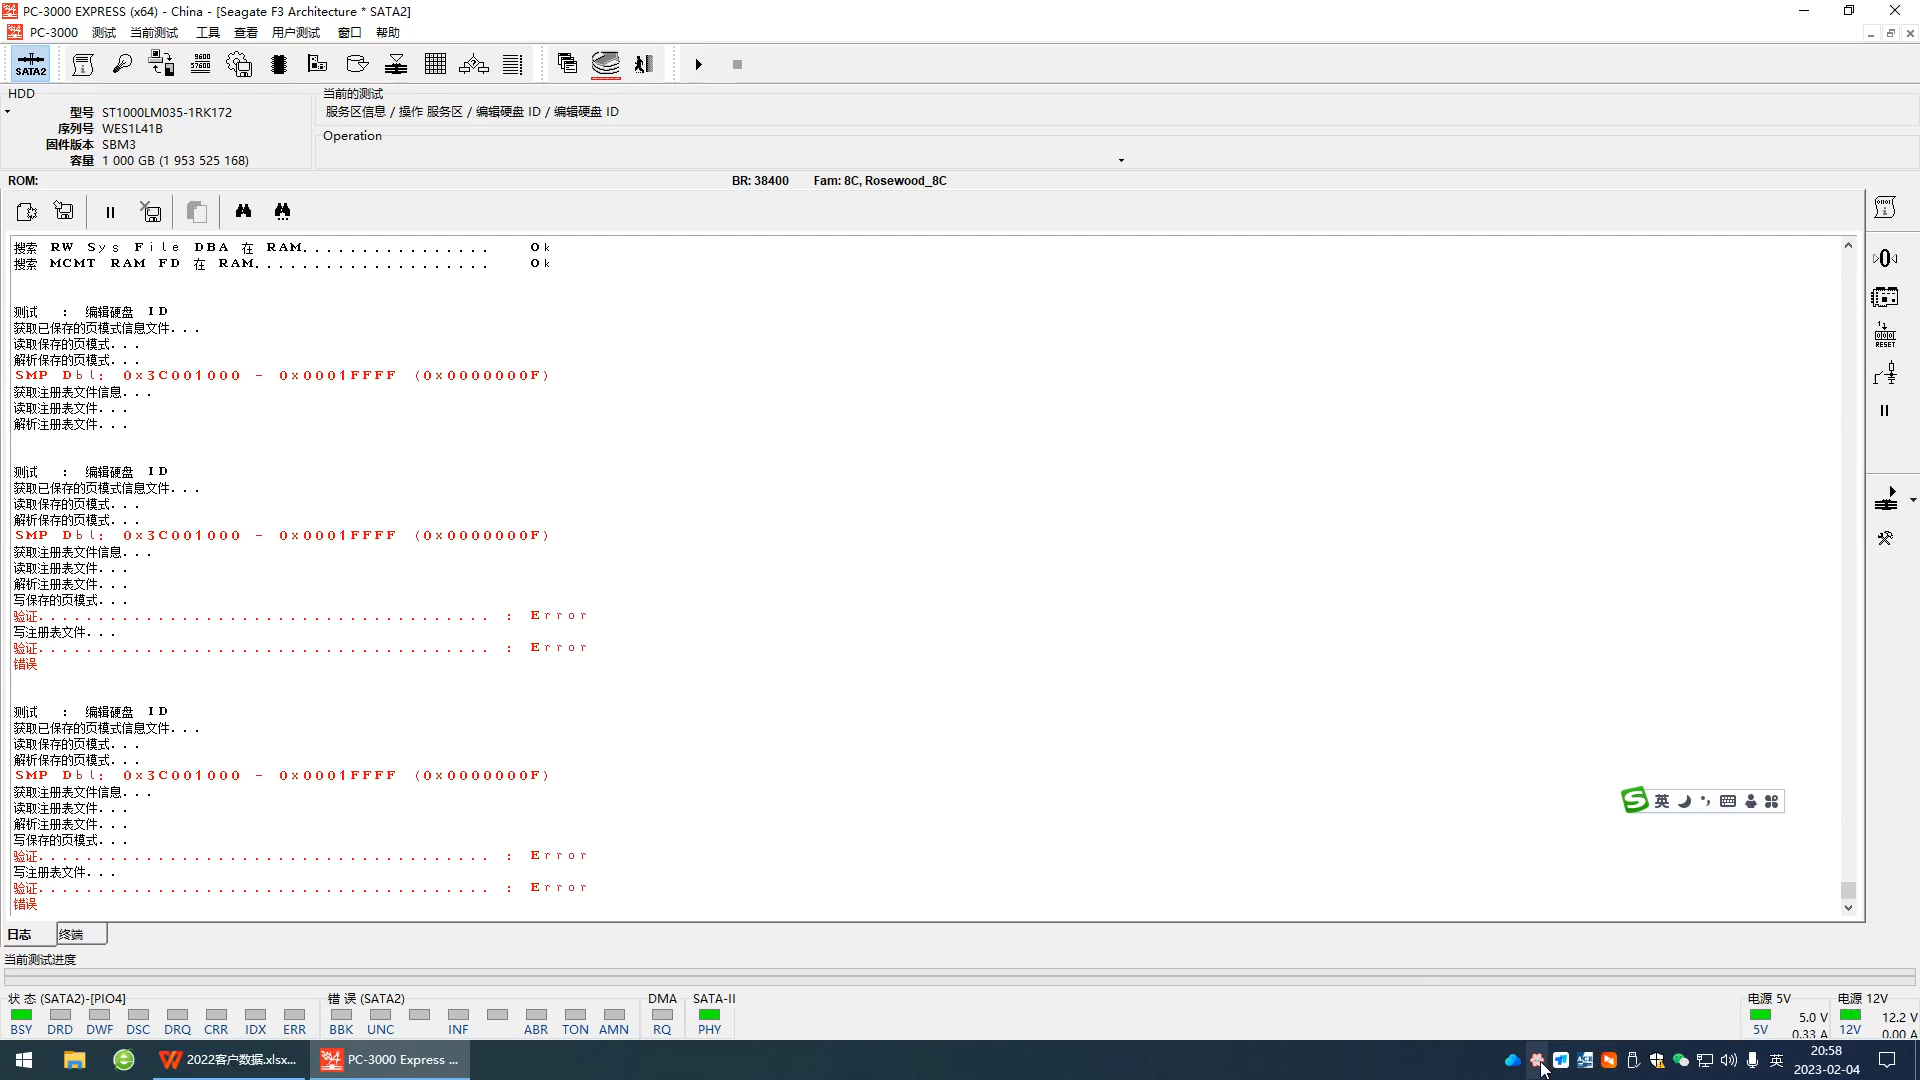 PC-3000 EXPRESS (x64) - China - [Seagate F3 Architecture * SATA2]
PC-3000 测试 当前测试 工具 查看 用户测试 窗口 帮助
SATA2
HDD
型号 ST1000LM035-1RK172
序列号 WES1L41B
固件版本 SBM3
容量 1 000 GB (1 953 525 168)
当前的测试
服务区信息 / 操作 服务区 / 编辑硬盘 ID / 编辑硬盘 ID
Operation
ROM: BR: 38400 Fam: 8C, Rosewood_8C
搜索 RW Sys File DBA 在 RAM................ Ok
搜索 MCMT RAM FD 在 RAM.................... Ok
测试 : 编辑硬盘 ID
获取已保存的页模式信息文件...
读取保存的页模式...
解析保存的页模式...
SMP Dbl: 0x3C001000 - 0x0001FFFF (0x0000000F)
获取注册表文件信息...
读取注册表文件...
解析注册表文件...
测试 : 编辑硬盘 ID
获取已保存的页模式信息文件...
读取保存的页模式...
解析保存的页模式...
SMP Dbl: 0x3C001000 - 0x0001FFFF (0x0000000F)
获取注册表文件信息...
读取注册表文件...
解析注册表文件...
写保存的页模式...
验证...................................... : Error
写注册表文件...
验证...................................... : Error
错误
测试 : 编辑硬盘 ID
获取已保存的页模式信息文件...
读取保存的页模式...
解析保存的页模式...
SMP Dbl: 0x3C001000 - 0x0001FFFF (0x0000000F)
获取注册表文件信息...
读取注册表文件...
解析注册表文件...
写保存的页模式...
验证...................................... : Error
写注册表文件...
验证...................................... : Error
错误
英
日志 终端
当前测试进度
状 态 (SATA2)-[PIO4] 错 误 (SATA2) DMA SATA-II 电源 5V 电源 12V
5.0 V 12.2 V
BSY DRD DWF DSC DRQ CRR IDX ERR BBK UNC INF ABR TON AMN RQ PHY 5V 0.33 A 12V 0.00 A
2022客户数据.xlsx... PC-3000 Express ... 英 20:58
2023-02-04